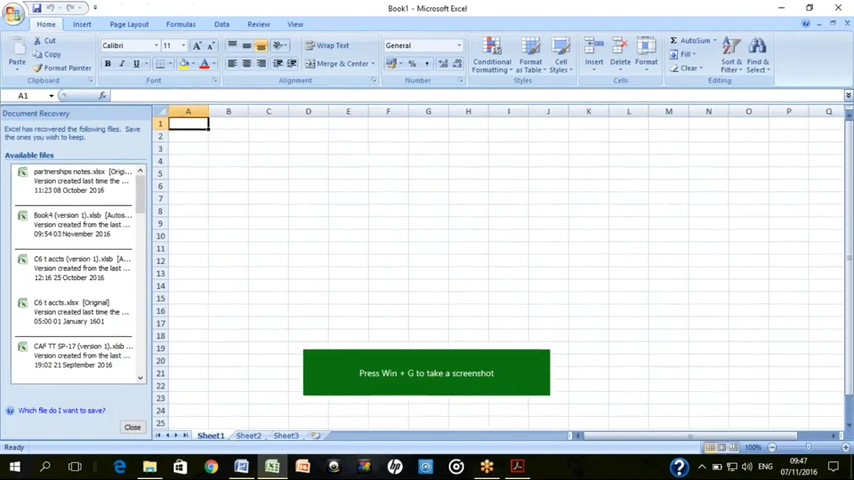 Book1 - Microsoft Excel
Home Insert Page Layout Formulas Data Review View
Cut
Copy
Format Painter
Paste
Clipboard
Calibri 11
B I U
Font
Wrap Text
Merge & Center
Alignment
General
% ,
Number
Conditional Formatting
Format as Table
Cell Styles
Styles
Insert Delete Format
Cells
AutoSum
Fill
Clear
Sort & Filter
Find & Select
Editing
A1 fx
Document Recovery
Excel has recovered the following files. Save
the ones you wish to keep.
Available files
partnerships notes.xlsx [Origi...
Version created last time the ...
11:23 08 October 2016
Book4 (version 1).xlsb [Autos...
Version created from the last ...
09:54 03 November 2016
C6 t accts (version 1).xlsb [A...
Version created from the last ...
12:16 25 October 2016
C6 t accts.xlsx [Original]
Version created last time the ...
05:00 01 January 1601
CAF TT SP-17 (version 1).xlsb ...
Version created from the last ...
19:02 21 September 2016
Which file do I want to save?
Close
A B C D E F G H I J K L M N O P Q
1
2
3
4
5
6
7
8
9
10
11
12
13
14
15
16
17
18
19
20
21
22
23
24
25
Press Win + G to take a screenshot
Sheet1 Sheet2 Sheet3
Ready
100%
ENG
09:47
07/11/2016